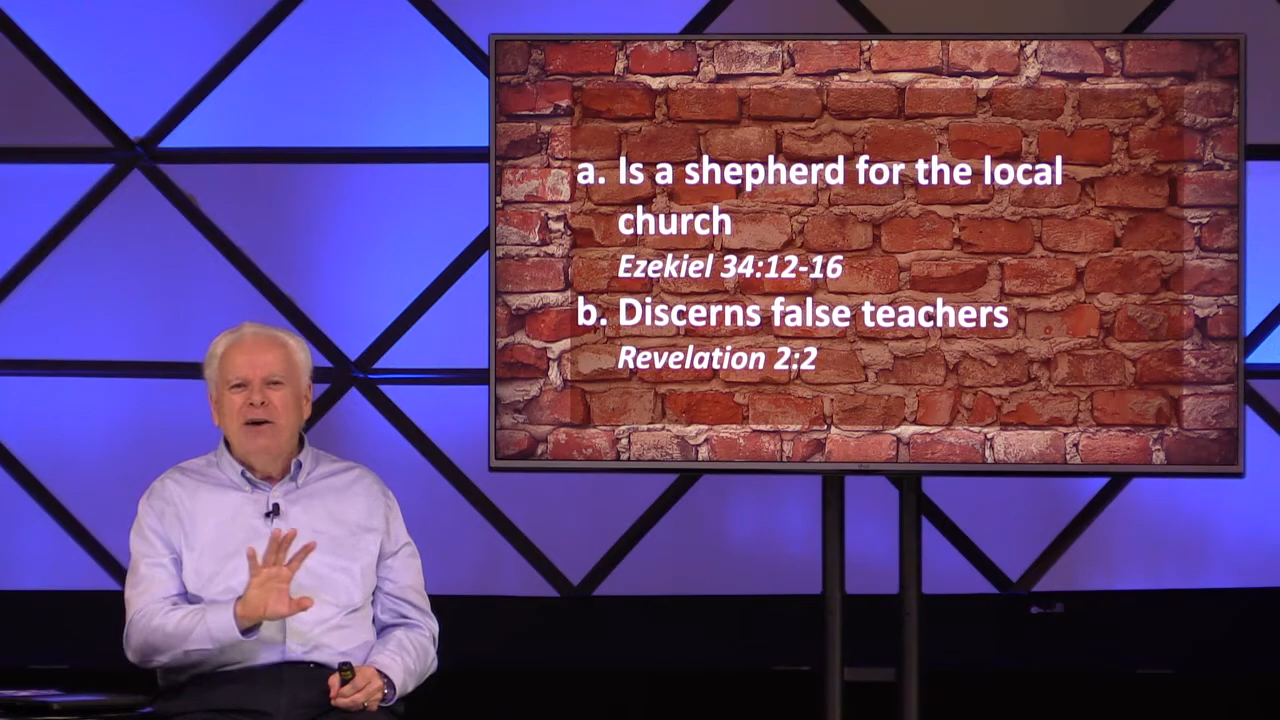 a. Is a shepherd for the local
church
Ezekiel 34:12-16
b. Discerns false teachers
Revelation 2:2